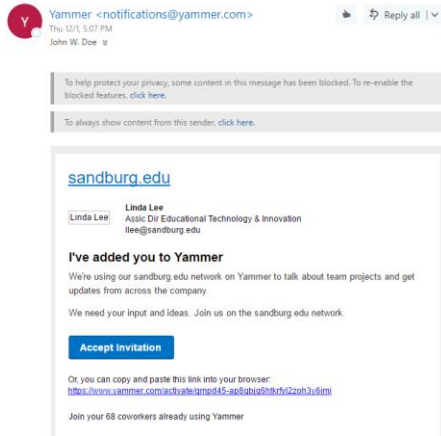 Y
Yammer <notifications@yammer.com>
Reply all
Thu 12/1, 5:07 PM
John W. Doe
To help protect your privacy, some content in this message has been blocked. To re-enable the
blocked features, click here.
To always show content from this sender, click here.
sandburg.edu
Linda Lee
Linda Lee
Assic Dir Educational Technology & Innovation
llee@sandburg.edu
I've added you to Yammer
We're using our sandburg.edu network on Yammer to talk about team projects and get
updates from across the company.
We need your input and ideas. Join us on the sandburg.edu network.
Accept Invitation
Or, you can copy and paste this link into your browser:
Join your 68 coworkers already using Yammer